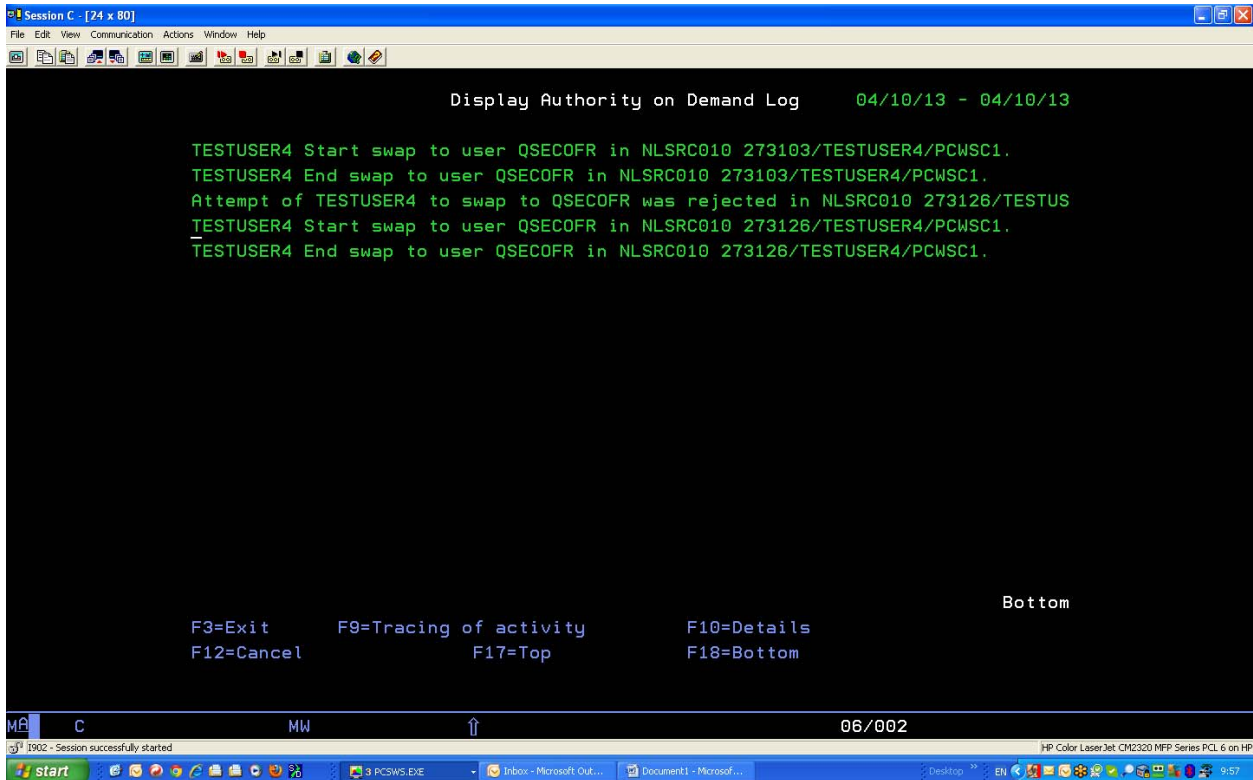 Session C - [24 x 80]
File Edit View Communication Actions Window Help
Display Authority on Demand Log 04/10/13 - 04/10/13
TESTUSER4 Start swap to user QSECOFR in NLSRC010 273103/TESTUSER4/PCWSC1.
TESTUSER4 End swap to user QSECOFR in NLSRC010 273103/TESTUSER4/PCWSC1.
Attempt of TESTUSER4 to swap to QSECOFR was rejected in NLSRC010 273126/TESTUS
TESTUSER4 Start swap to user QSECOFR in NLSRC010 273126/TESTUSER4/PCWSC1.
TESTUSER4 End swap to user QSECOFR in NLSRC010 273126/TESTUSER4/PCWSC1.
Bottom
F3=Exit F9=Tracing of activity F10=Details
F12=Cancel F17=Top F18=Bottom
MA C MW 06/002
I902 - Session successfully started HP Color LaserJet CM2320 MFP Series PCL 6 on HP
start 3 PCSWS.EXE Inbox - Microsoft Out... Document1 - Microsof... Desktop » EN 9:57